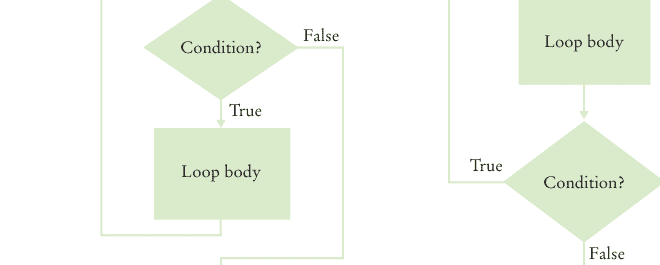 False
Condition?
True
Loop body
Loop body
True
Condition?
False